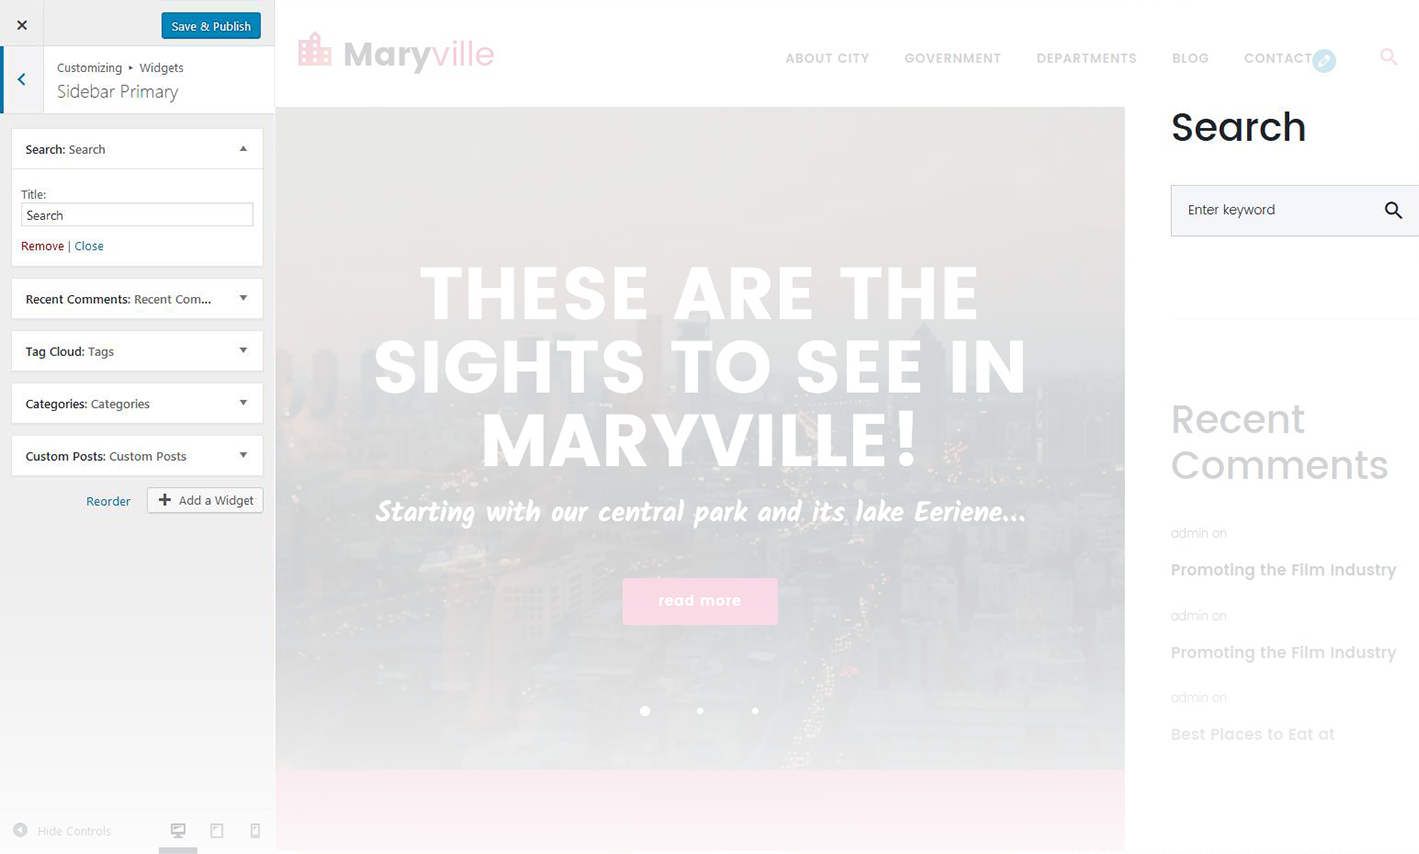 Save & Publish
Customizing ▸ Widgets
Sidebar Primary
Search: Search
Title:
Search
Remove | Close
Recent Comments: Recent Com...
Tag Cloud: Tags
Categories: Categories
Custom Posts: Custom Posts
Reorder
Add a Widget
Hide Controls
Maryville
ABOUT CITY
GOVERNMENT
DEPARTMENTS
BLOG
CONTACT
THESE ARE THE
SIGHTS TO SEE IN
MARYVILLE!
Starting with our central park and its lake Eeriene...
read more
Search
Enter keyword
Recent
Comments
admin on
Promoting the Film Industry
admin on
Promoting the Film Industry
admin on
Best Places to Eat at